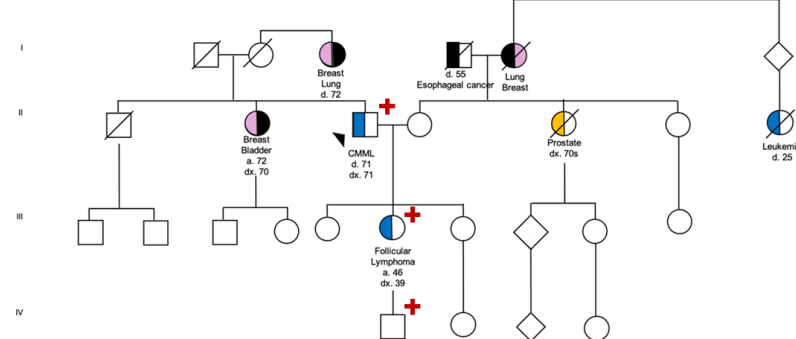 I
Breast
Lung
d. 72
d. 55
Esophageal cancer
Lung
Breast
II
Breast
Bladder
a. 72
dx. 70
CMML
d. 71
dx. 71
Prostate
dx. 70s
Leukemi
d. 25
III
Follicular
Lymphoma
a. 46
dx. 39
IV